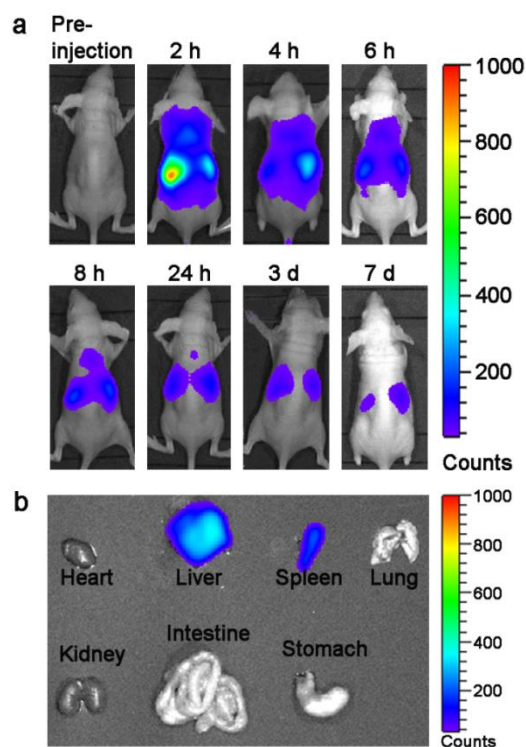 a
Pre-
injection
2 h
4 h
6 h
1000
800
600
400
200
8 h
24 h
3 d
7 d
Counts
b
Heart
Liver
Spleen
Lung
Kidney
Intestine
Stomach
1000
800
600
400
200
Counts